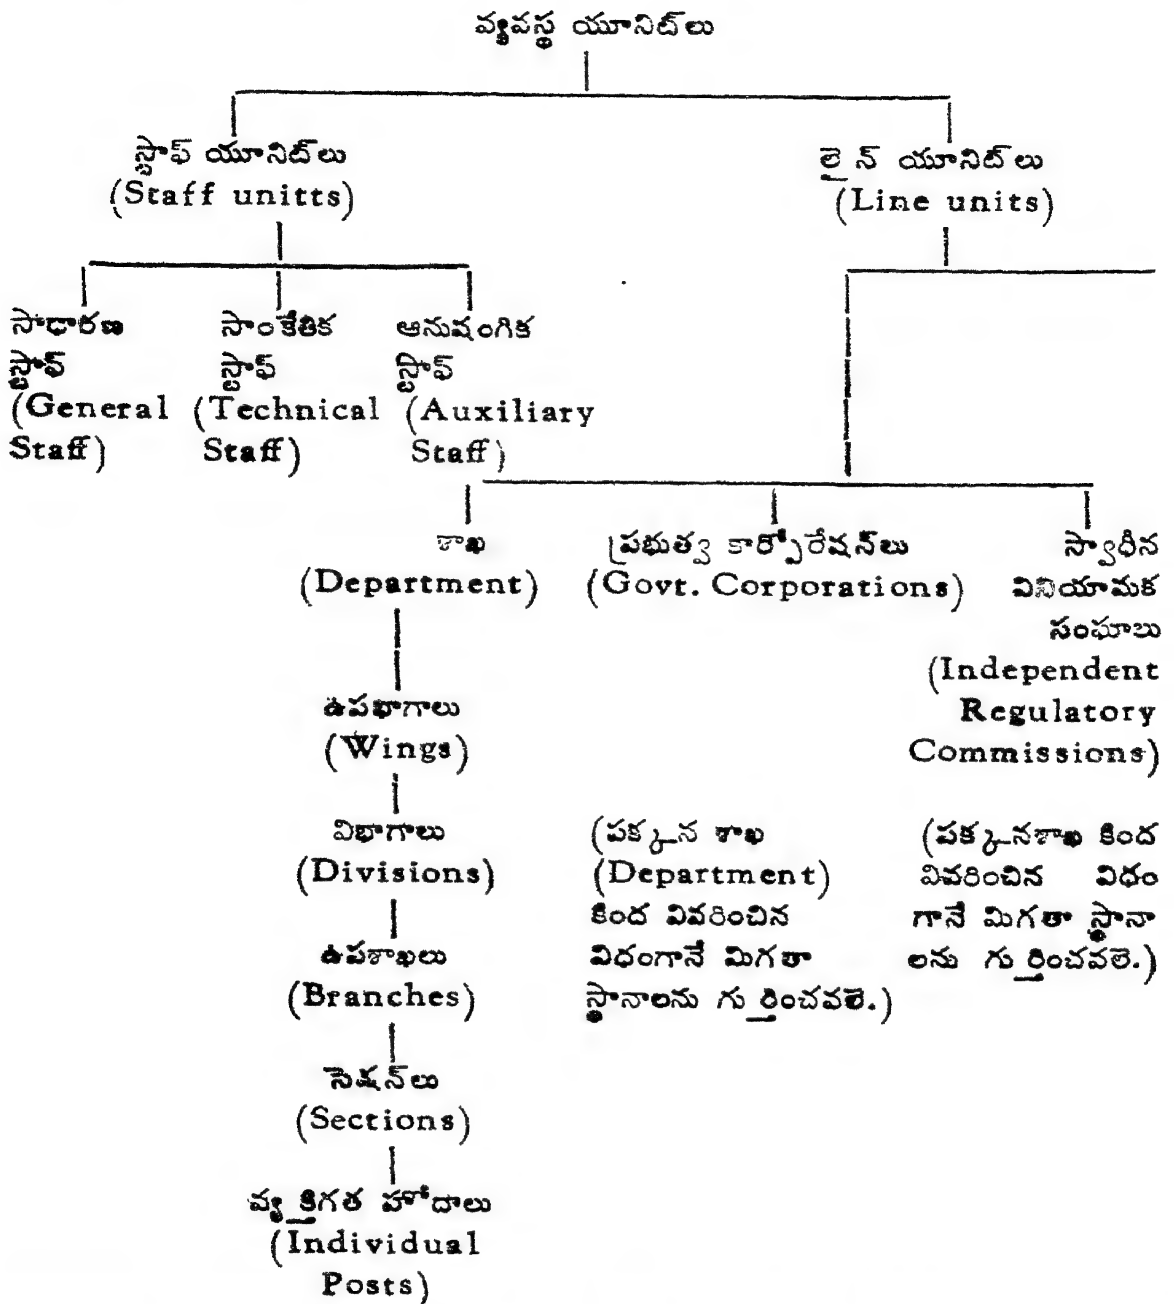 వ్యవస్థ యూనిట్‌లు
స్టాఫ్ యూనిట్‌లు
(Staff unitts)
లైన్ యూనిట్‌లు
(Line units)
సాధారణ
స్టాఫ్
(General
Staff)
సాంకేతిక
స్టాఫ్
(Technical
Staff)
ఆనుషంగిక
స్టాఫ్
(Auxiliary
Staff)
శాఖ
(Department)
ప్రభుత్వ కార్పోరేషన్‌లు
(Govt. Corporations)
స్వాధీన
వినియామక
సంఘాలు
(Independent
Regulatory
Commissions)
ఉపభాగాలు
(Wings)
విభాగాలు
(Divisions)
ఉపశాఖలు
(Branches)
సెక్షన్‌లు
(Sections)
వ్యక్తిగత హోదాలు
(Individual
Posts)
(పక్కన శాఖ
(Department)
కింద వివరించిన
విధంగానే మిగతా
స్థానాలను గుర్తించవలె.)
(పక్కనశాఖ కింద
వివరించిన విధం
గానే మిగతా స్థానా
లను గుర్తించవలె.)